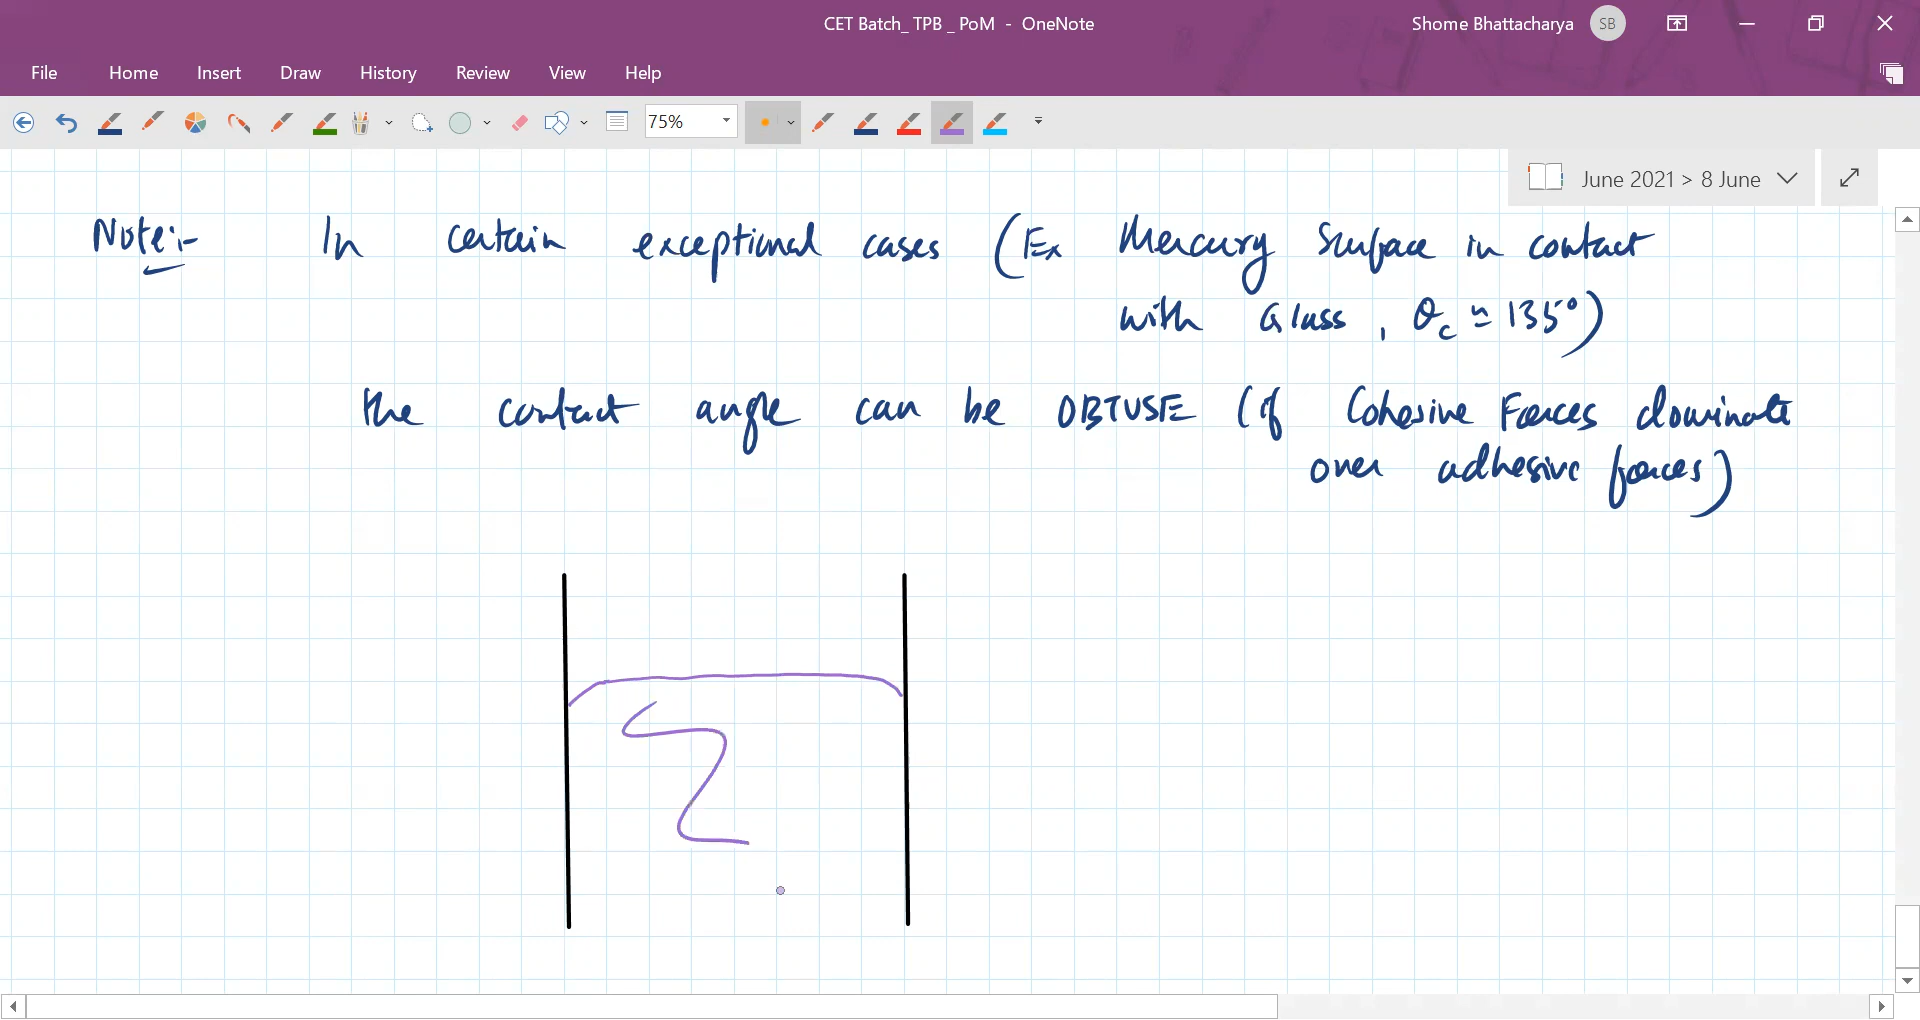 CET Batch_ TPB _ PoM - OneNote
Shome Bhattacharya SB
File Home Insert Draw History Review View Help
75%
June 2021 > 8 June
Note:- In certain exceptional cases (Ex Mercury Surface in contact
with Glass, θc ≃ 135°)
the contact angle can be OBTUSE (if Cohesive Forces dominate
over adhesive forces)